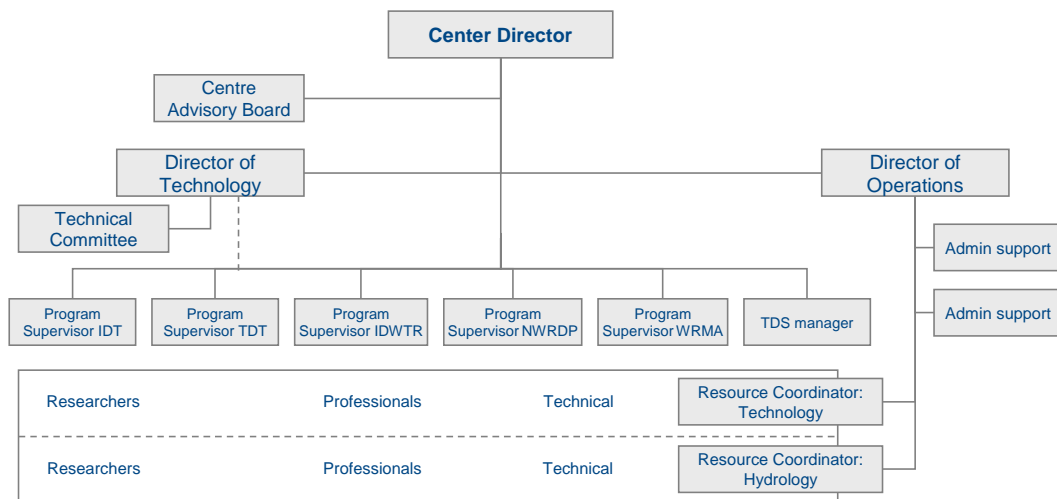 Center Director
Centre
Advisory Board
Director of
Technology
Director of
Operations
Technical
Committee
Admin support
Program
Supervisor IDT
Program
Supervisor TDT
Program
Supervisor IDWTR
Program
Supervisor NWRDP
Program
Supervisor WRMA
TDS manager
Admin support
Researchers
Professionals
Technical
Resource Coordinator:
Technology
Researchers
Professionals
Technical
Resource Coordinator:
Hydrology